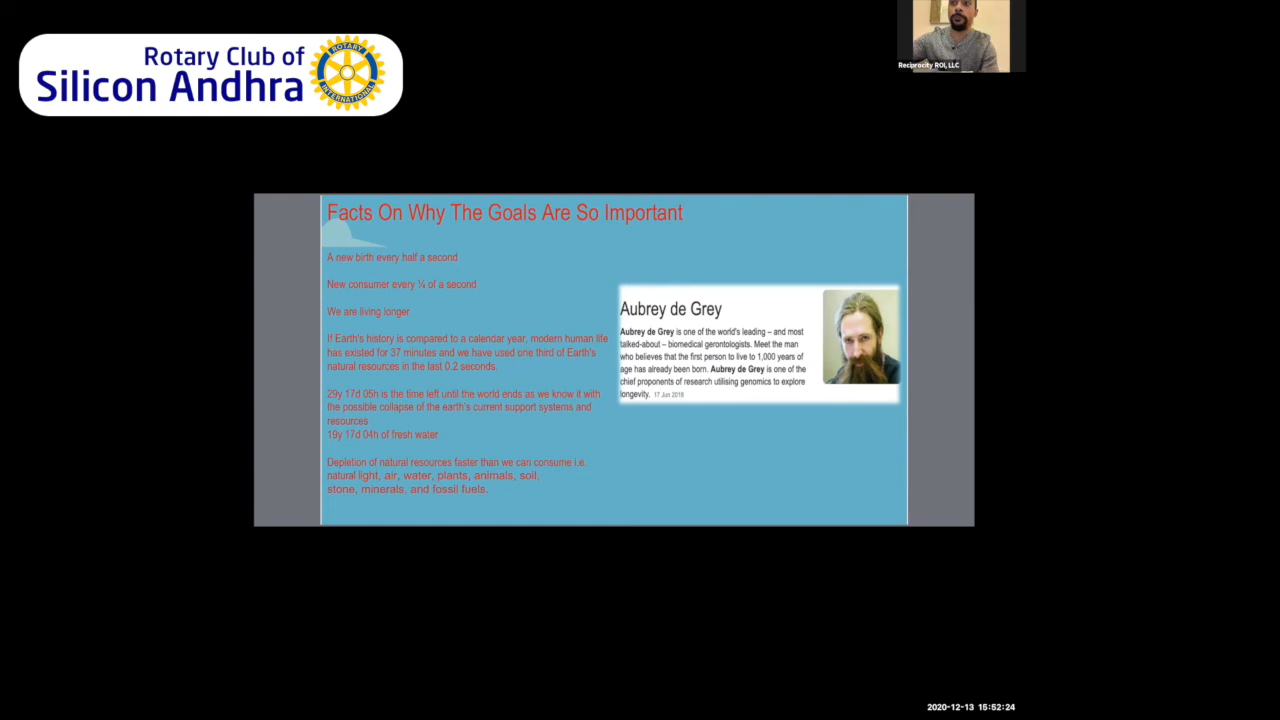 Rotary Club of
Silicon Andhra
ROTARY
INTERNATIONAL
Reciprocity ROI, LLC
Facts On Why The Goals Are So Important
A new birth every half a second
New consumer every ¼ of a second
We are living longer
If Earth's history is compared to a calendar year, modern human life
has existed for 37 minutes and we have used one third of Earth's
natural resources in the last 0.2 seconds.
29y 17d 05h is the time left until the world ends as we know it with
the possible collapse of the earth's current support systems and
resources
19y 17d 04h of fresh water
Depletion of natural resources faster than we can consume i.e.
natural light, air, water, plants, animals, soil,
stone, minerals, and fossil fuels.
Aubrey de Grey
Aubrey de Grey is one of the world's leading – and most
talked-about – biomedical gerontologists. Meet the man
who believes that the first person to live to 1,000 years of
age has already been born. Aubrey de Grey is one of the
chief proponents of research utilising genomics to explore
longevity. 17 Jun 2018
2020-12-13 15:52:24